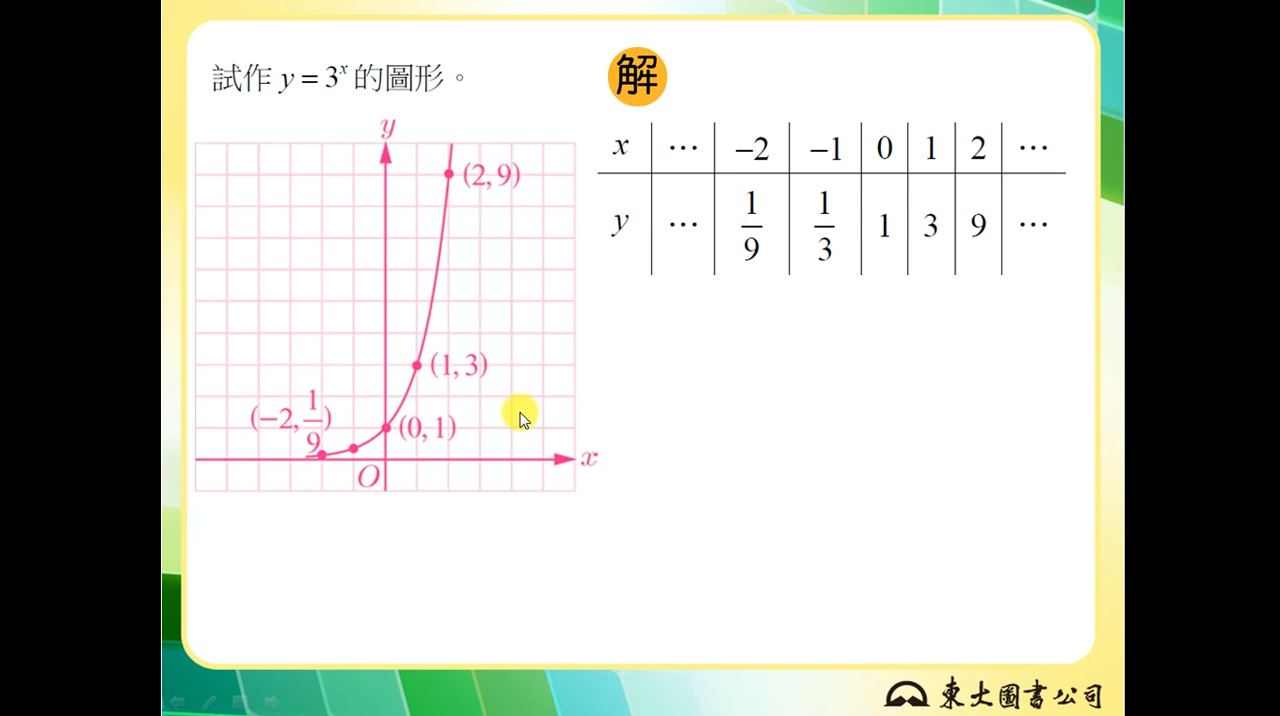 試作 y = 3^x 的圖形。
解
x … −2 −1 0 1 2 …
y … 1/9 1/3 1 3 9 …
y
(2, 9)
(1, 3)
(−2, 1/9)
(0, 1)
x
O
東大圖書公司